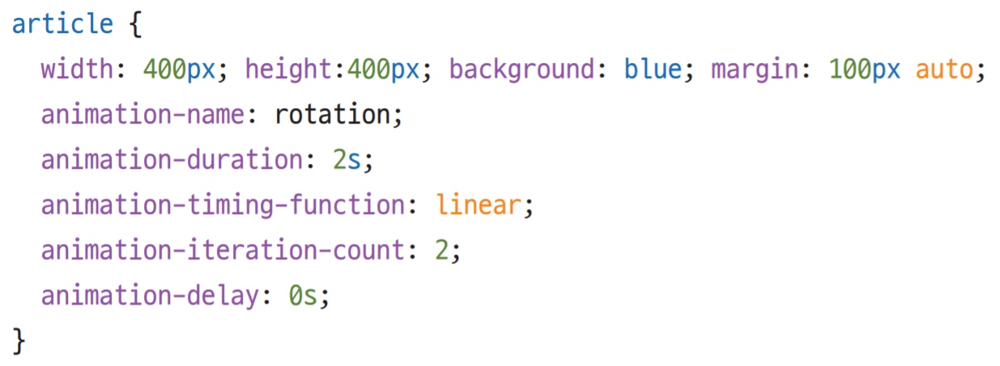 article {
  width: 400px; height:400px; background: blue; margin: 100px auto;
  animation-name: rotation;
  animation-duration: 2s;
  animation-timing-function: linear;
  animation-iteration-count: 2;
  animation-delay: 0s;
}